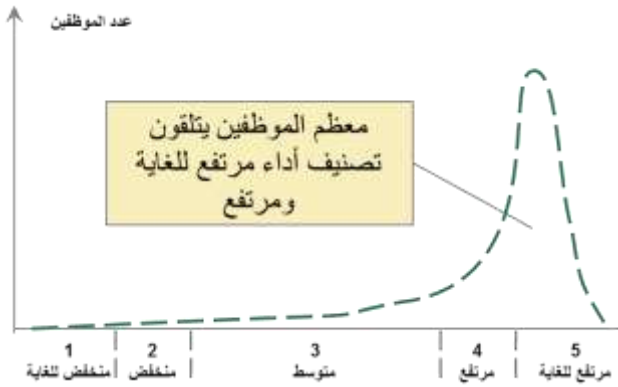 عدد الموظفين
معظم الموظفين يتلقون
تصنيف أداء مرتفع للغاية
ومرتفع
1
منخفض للغاية
2
منخفض
3
متوسط
4
مرتفع
5
مرتفع للغاية